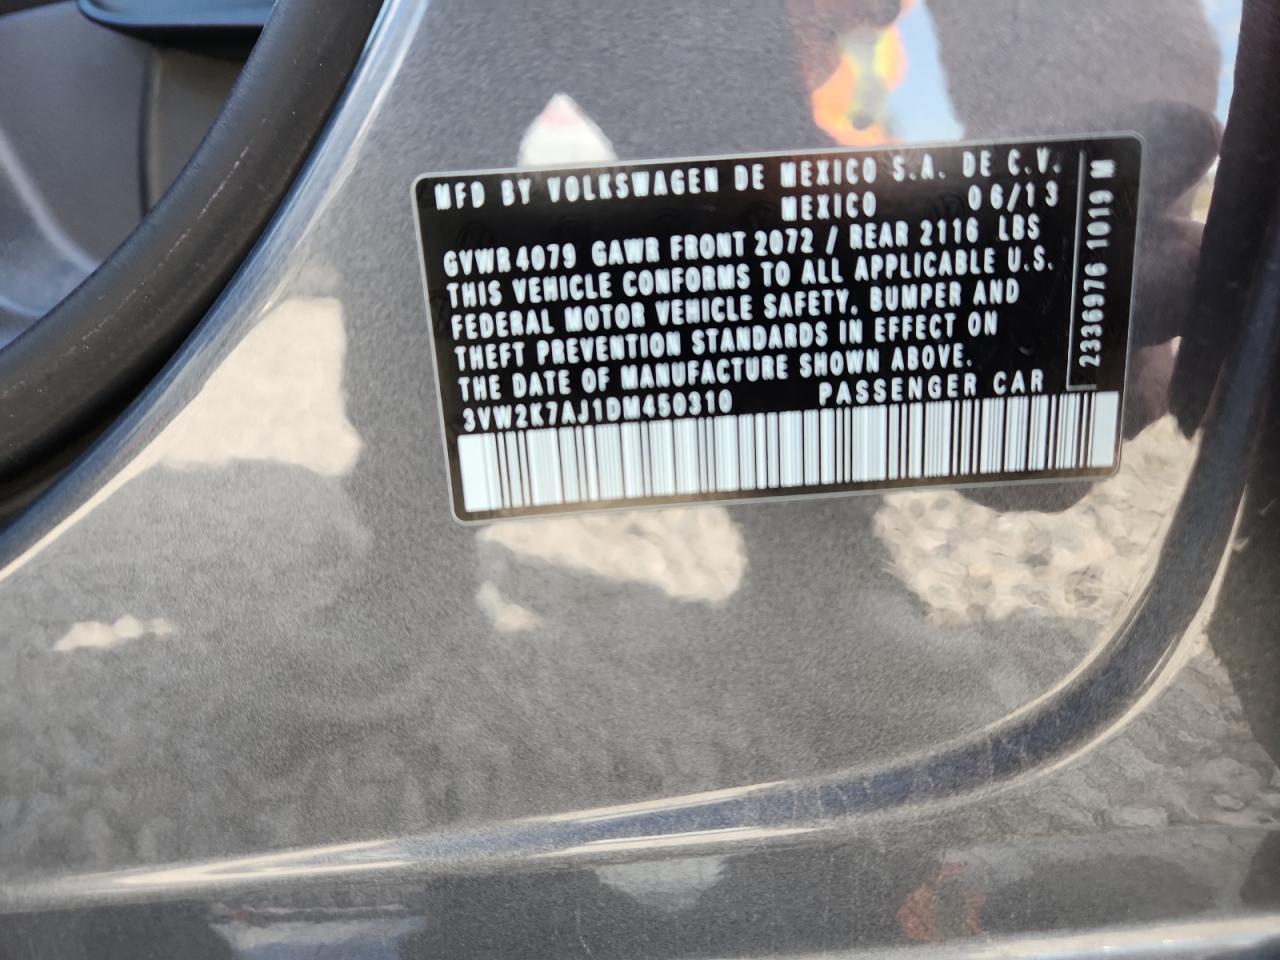 MFD BY VOLKSWAGEN DE MEXICO S.A. DE C.V.
MEXICO 06/13
GVWR 4079 GAWR FRONT 2072 / REAR 2116 LBS
THIS VEHICLE CONFORMS TO ALL APPLICABLE U.S.
FEDERAL MOTOR VEHICLE SAFETY, BUMPER AND
THEFT PREVENTION STANDARDS IN EFFECT ON
THE DATE OF MANUFACTURE SHOWN ABOVE.
3VW2K7AJ1DM450310 PASSENGER CAR
2336976 1019 M